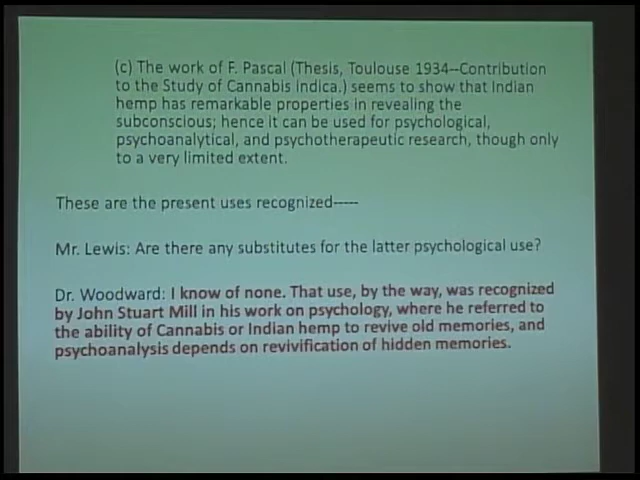 (c) The work of F. Pascal (Thesis, Toulouse 1934--Contribution
to the Study of Cannabis Indica.) seems to show that Indian
hemp has remarkable properties in revealing the
subconscious; hence it can be used for psychological,
psychoanalytical, and psychotherapeutic research, though only
to a very limited extent.
These are the present uses recognized-----
Mr. Lewis: Are there any substitutes for the latter psychological use?
Dr. Woodward: I know of none. That use, by the way, was recognized
by John Stuart Mill in his work on psychology, where he referred to
the ability of Cannabis or Indian hemp to revive old memories, and
psychoanalysis depends on revivification of hidden memories.